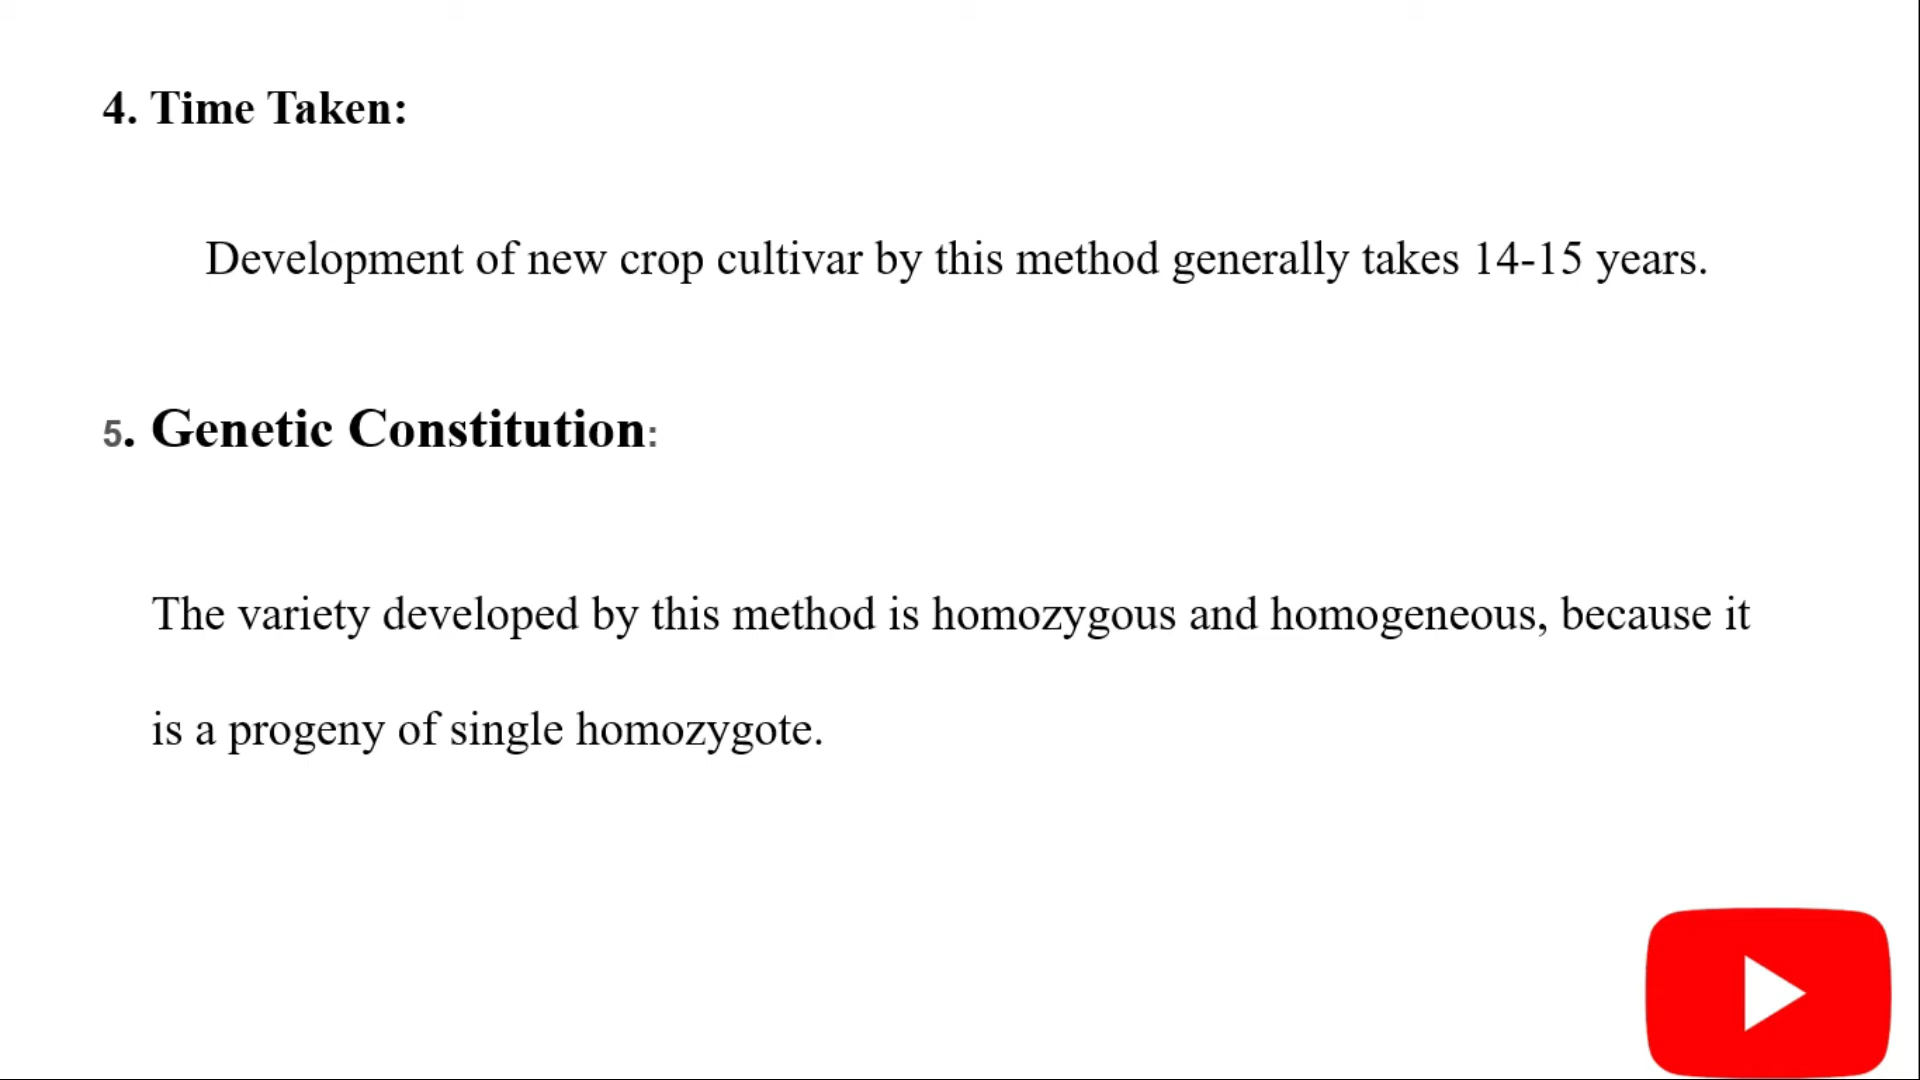 4. Time Taken:
Development of new crop cultivar by this method generally takes 14-15 years.
5. Genetic Constitution:
The variety developed by this method is homozygous and homogeneous, because it
is a progeny of single homozygote.